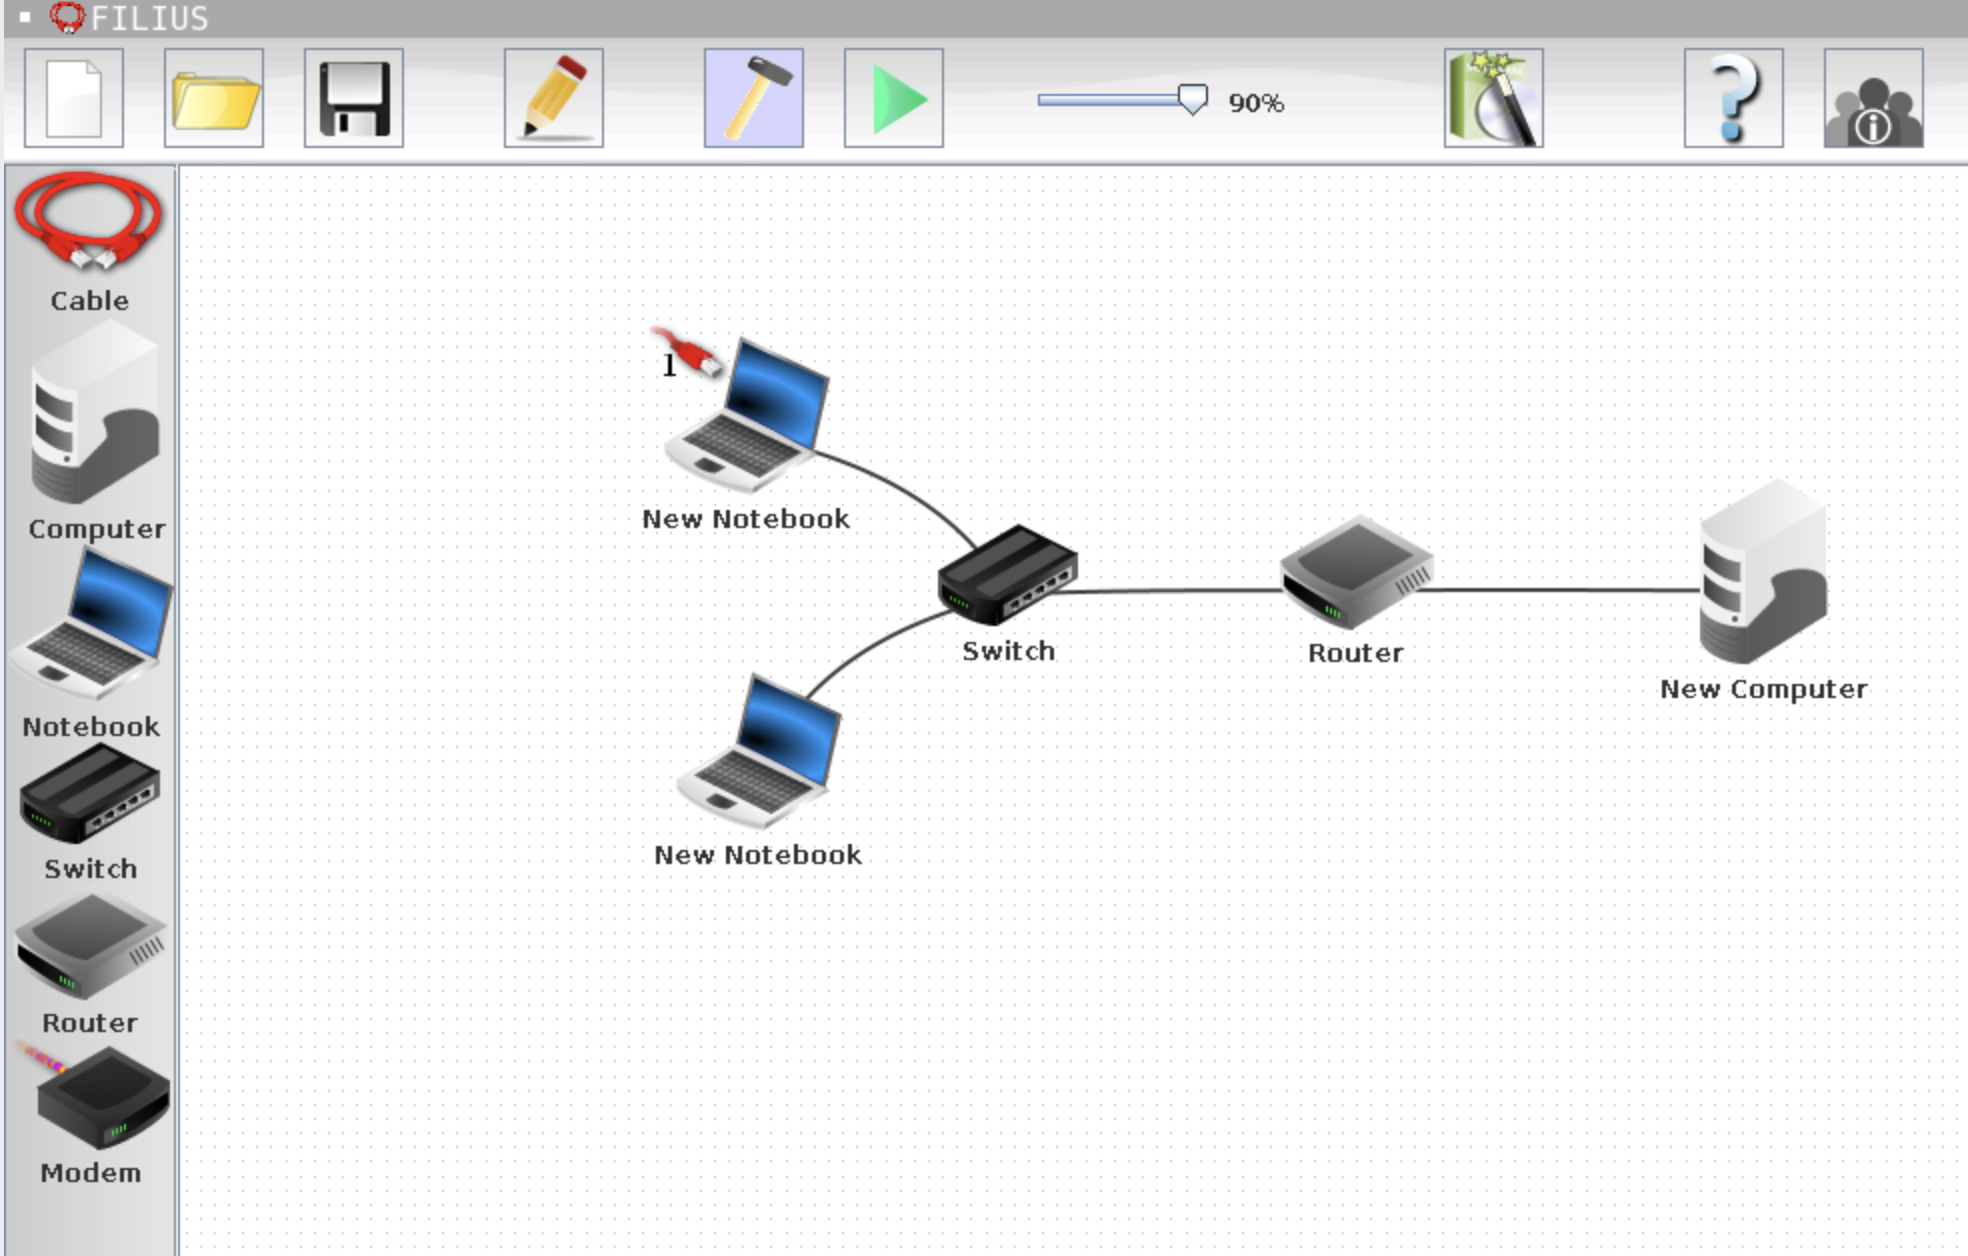 FILIUS
90%
Cable
Computer
Notebook
Switch
Router
Modem
1
New Notebook
Switch
Router
New Computer
New Notebook